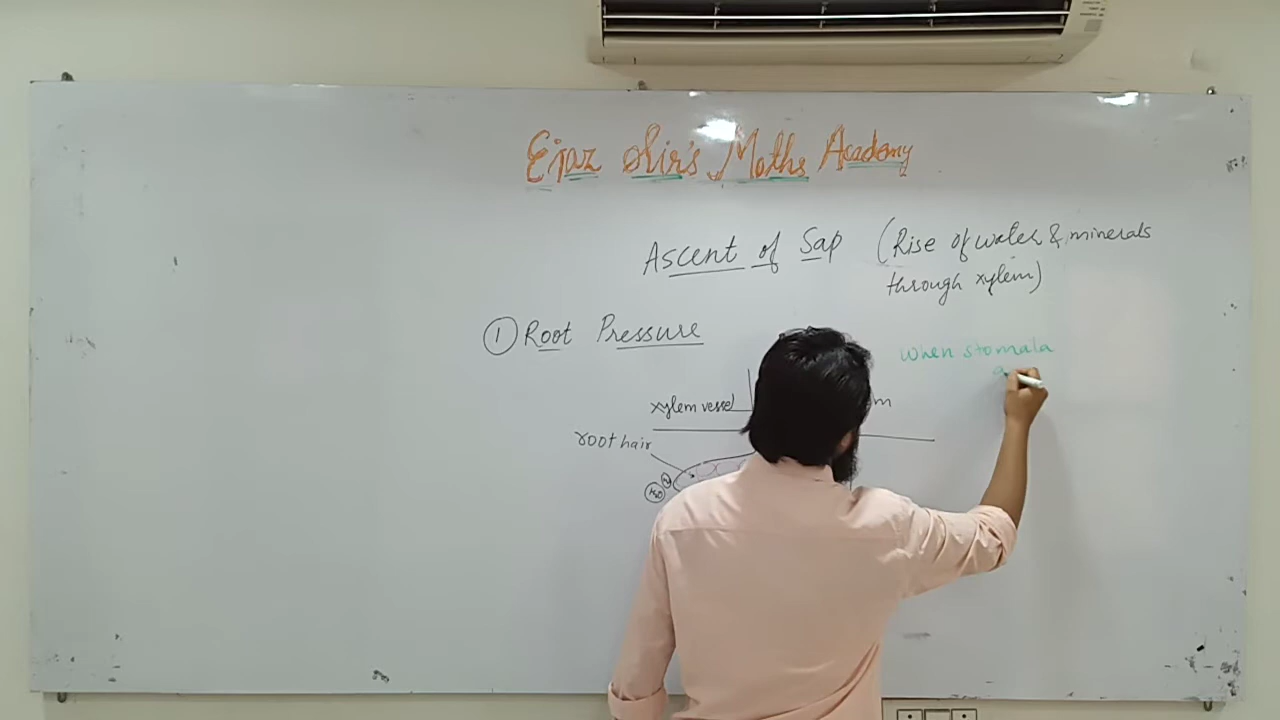 Ejaz Sir's Maths Academy
Ascent of Sap (Rise of water & minerals
through xylem)
① Root Pressure
when stomata
xylem vessel
root hair